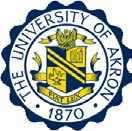 THE UNIVERSITY OF AKRON
1870
FIAT LUX